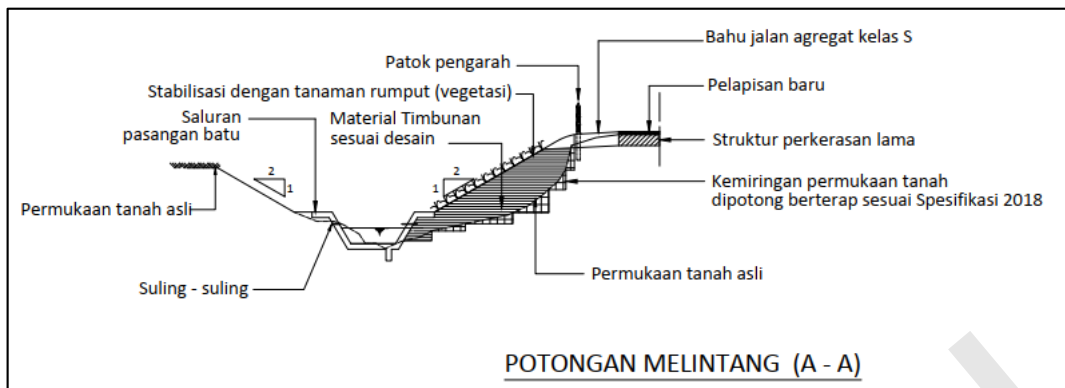 Bahu jalan agregat kelas S
Patok pengarah
Stabilisasi dengan tanaman rumput (vegetasi)
Pelapisan baru
Saluran
pasangan batu
Material Timbunan
sesuai desain
Struktur perkerasan lama
2
1
2
1
Kemiringan permukaan tanah
dipotong berterap sesuai Spesifikasi 2018
Permukaan tanah asli
Permukaan tanah asli
Suling - suling
POTONGAN MELINTANG (A - A)